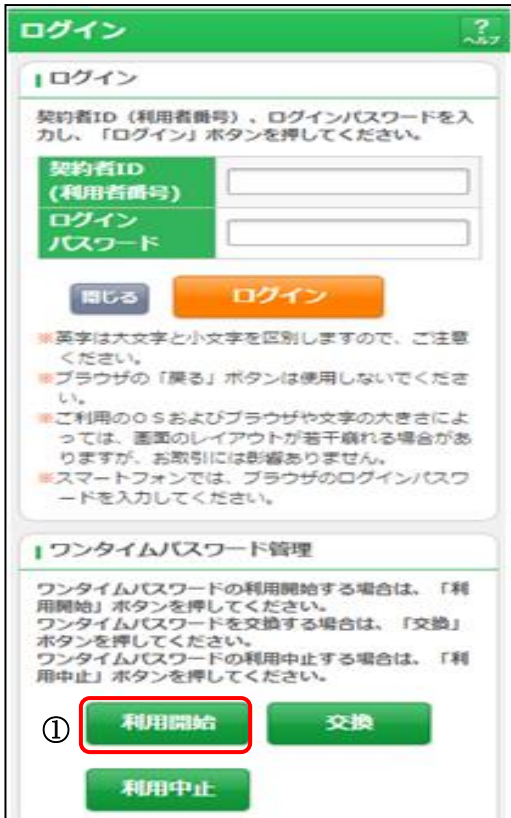 ログイン
?
ヘルプ
ログイン
契約者ID（利用者番号）、ログインパスワードを入
力し、「ログイン」ボタンを押してください。
契約者ID
(利用者番号)
ログイン
パスワード
閉じる
ログイン
※英字は大文字と小文字を区別しますので、ご注意
ください。
※ブラウザの「戻る」ボタンは使用しないでくださ
い。
※ご利用のＯＳおよびブラウザや文字の大きさによ
っては、画面のレイアウトが若干崩れる場合があ
りますが、お取引には影響ありません。
※スマートフォンでは、ブラウザのログインパスワ
ードを入力してください。
ワンタイムパスワード管理
ワンタイムパスワードの利用開始する場合は、「利
用開始」ボタンを押してください。
ワンタイムパスワードを交換する場合は、「交換」
ボタンを押してください。
ワンタイムパスワードの利用中止する場合は、「利
用中止」ボタンを押してください。
① 利用開始
交換
利用中止